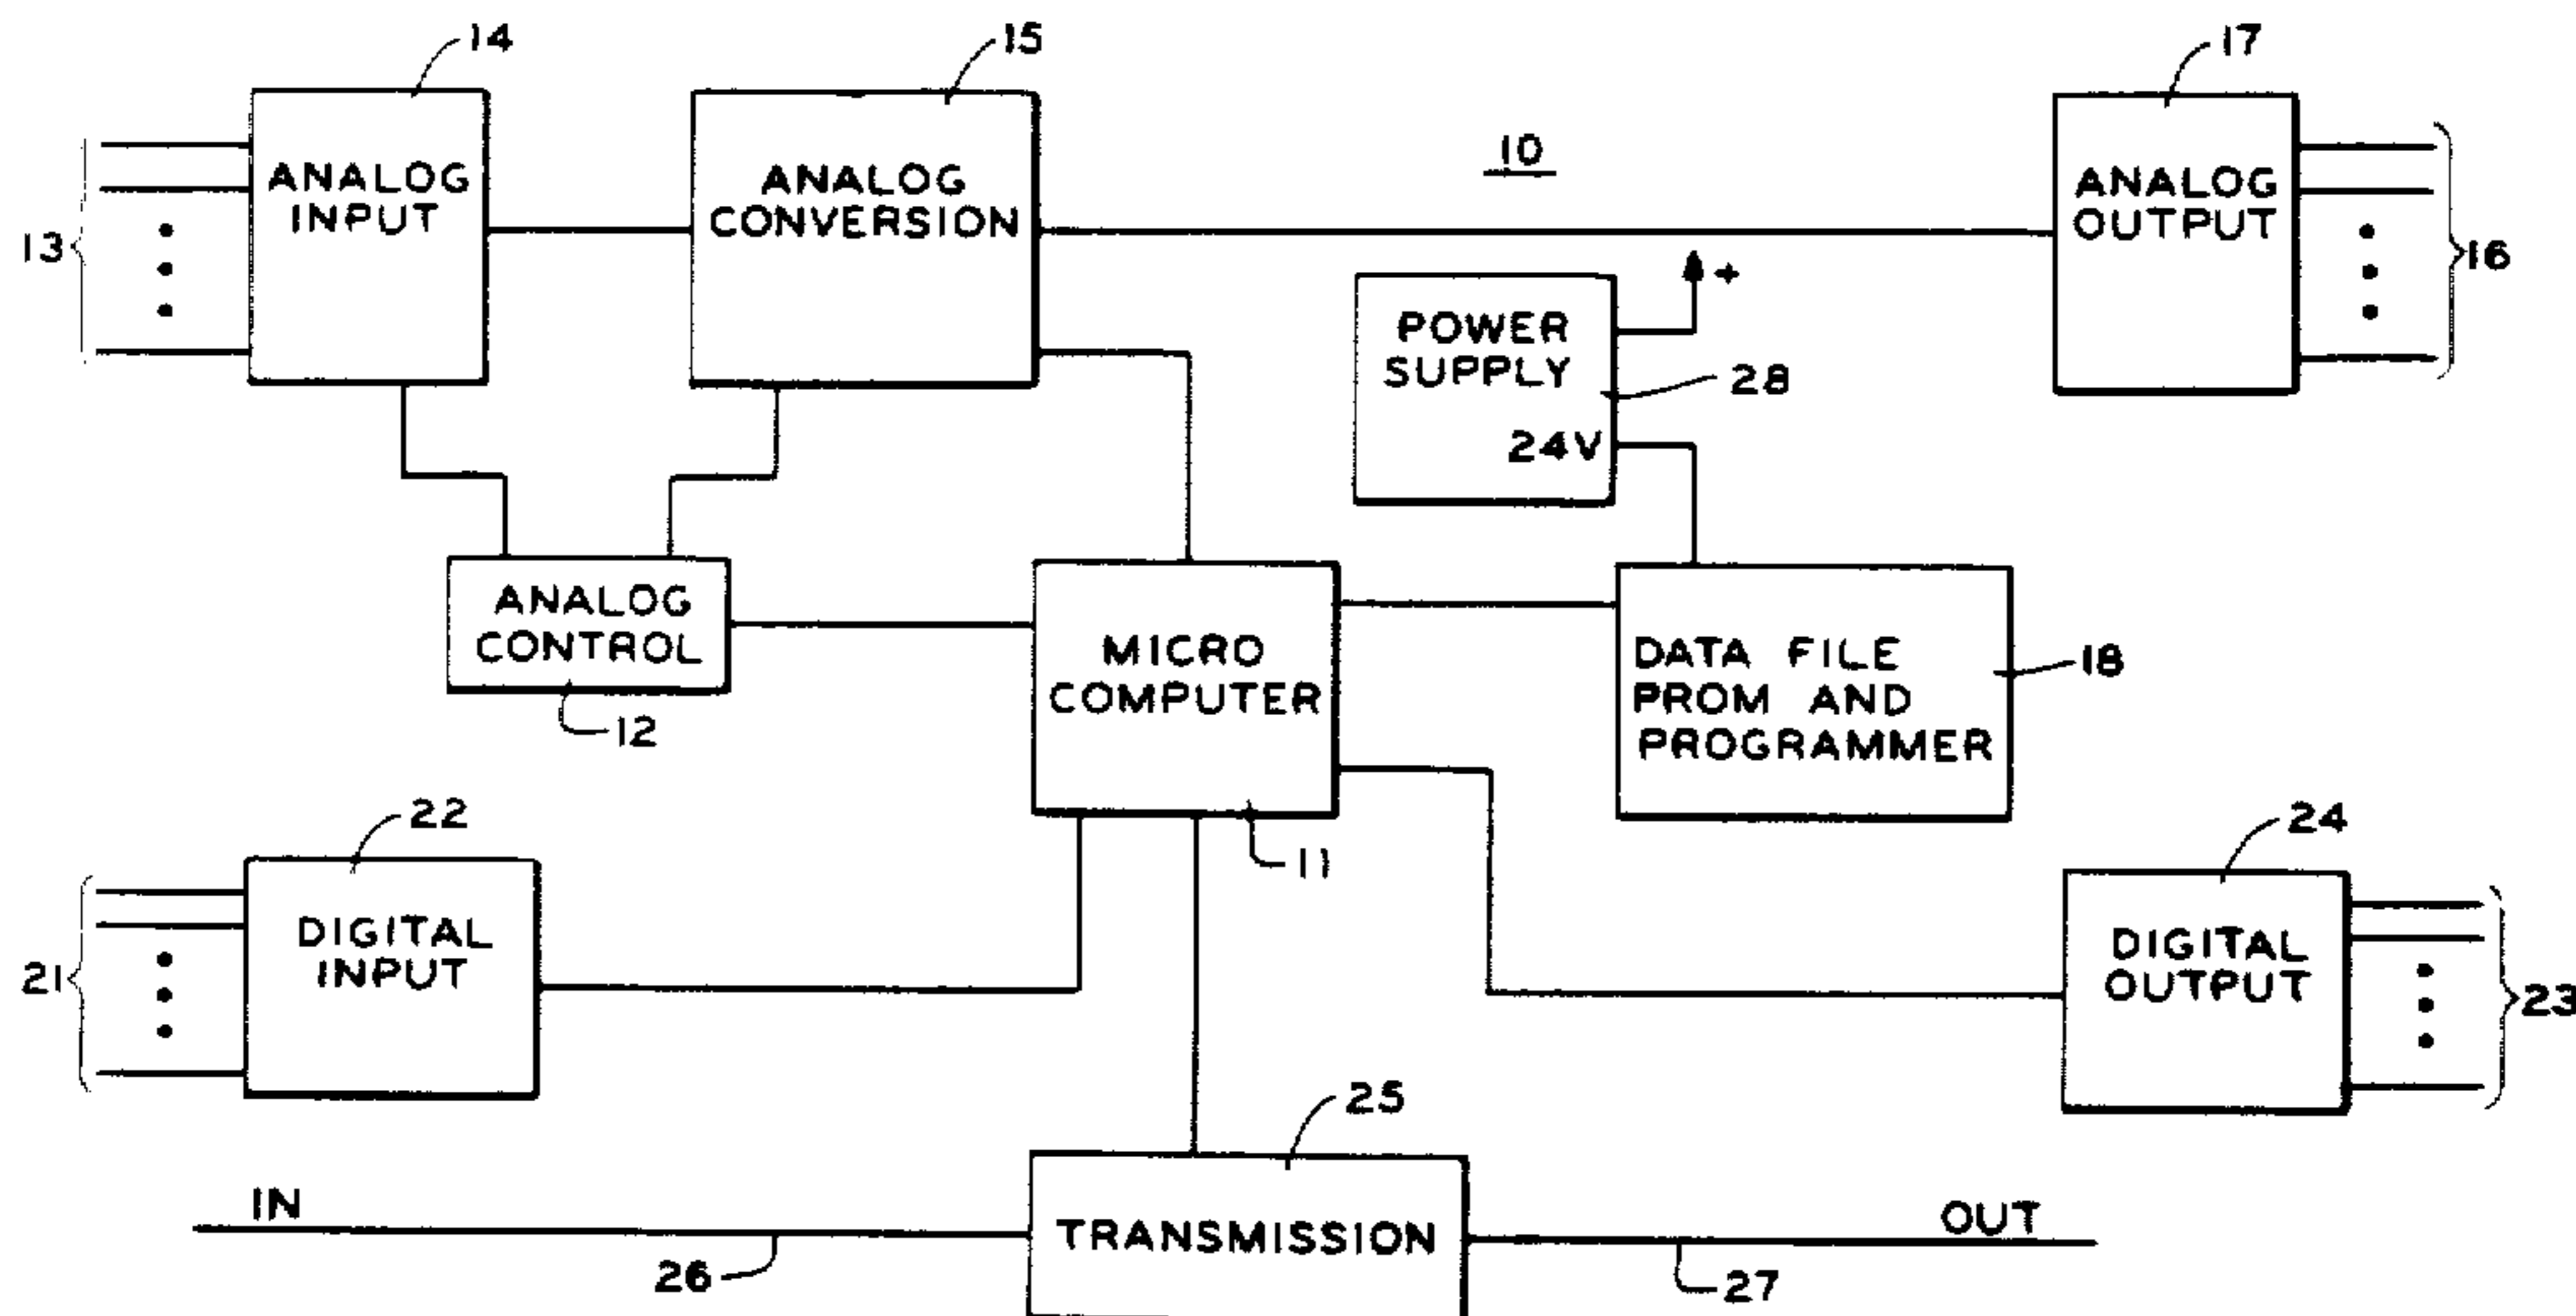 14
15
17
10
ANALOG
INPUT
ANALOG
CONVERSION
ANALOG
OUTPUT
13
16
+
POWER
SUPPLY
28
24V
ANALOG
CONTROL
12
MICRO
COMPUTER
11
DATA FILE
PROM AND
PROGRAMMER
18
22
24
21
DIGITAL
INPUT
DIGITAL
OUTPUT
23
25
IN
26
TRANSMISSION
OUT
27